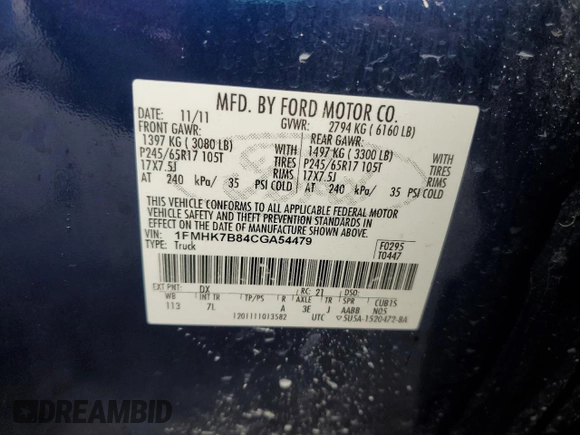 MFD. BY FORD MOTOR CO.
DATE: 11/11 GVWR: 2794 KG ( 6160 LB)
FRONT GAWR: REAR GAWR:
1397 KG ( 3080 LB) 1497 KG ( 3300 LB)
P245/65R17 105T TIRES P245/65R17 105T TIRES
17X7.5J RIMS 17X7.5J RIMS
AT 240 kPa/ 35 PSI COLD AT 240 kPa/ 35 PSI COLD
THIS VEHICLE CONFORMS TO ALL APPLICABLE FEDERAL MOTOR
VEHICLE SAFETY AND THEFT PREVENTION STANDARDS IN
EFFECT ON THE DATE OF MANUFACTURE SHOWN ABOVE.
VIN: 1FMHK7B84CGA54479 F0295
TYPE: Truck T0447
EXT PNT: DX RC: 21 DSO:
WB INT TR TP/PS R AXLE TR SPR CUBIS
113 7L A 3E J AABB N05
1201111013582 UTC 5U5A-1520472-BA
DREAMBID